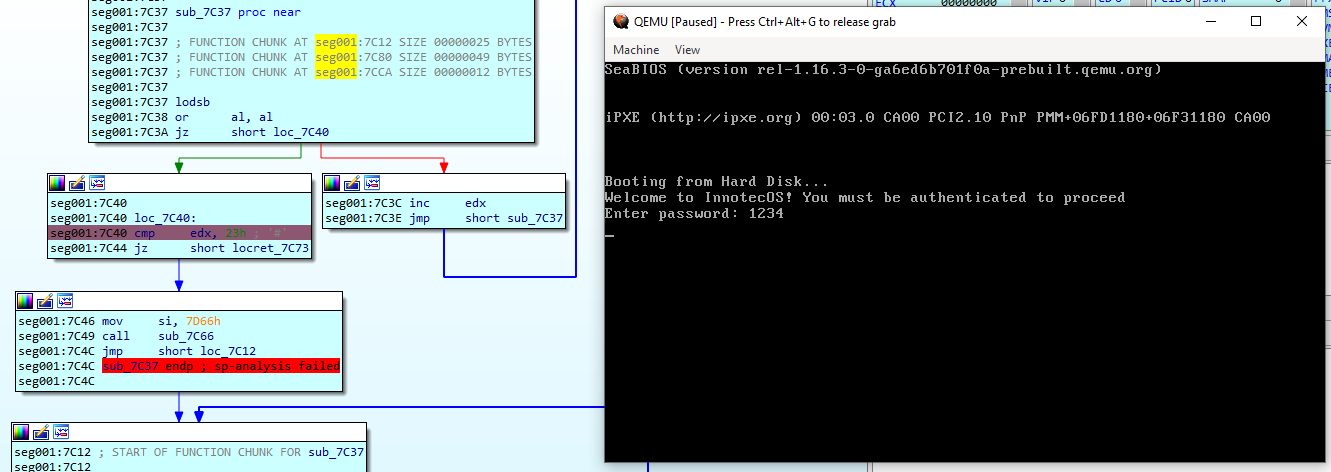 seg001:7C37
seg001:7C37 sub_7C37 proc near
seg001:7C37
seg001:7C37 ; FUNCTION CHUNK AT seg001:7C12 SIZE 00000025 BYTES
seg001:7C37 ; FUNCTION CHUNK AT seg001:7C80 SIZE 00000049 BYTES
seg001:7C37 ; FUNCTION CHUNK AT seg001:7CCA SIZE 00000012 BYTES
seg001:7C37
seg001:7C37 lodsb
seg001:7C38 or al, al
seg001:7C3A jz short loc_7C40
seg001:7C40
seg001:7C40 loc_7C40:
seg001:7C40 cmp edx, 23h ; '#'
seg001:7C44 jz short locret_7C73
seg001:7C3C inc edx
seg001:7C3E jmp short sub_7C37
seg001:7C46 mov si, 7D66h
seg001:7C49 call sub_7C66
seg001:7C4C jmp short loc_7C12
seg001:7C4C sub_7C37 endp ; sp-analysis failed
seg001:7C4C
seg001:7C12 ; START OF FUNCTION CHUNK FOR sub_7C37
seg001:7C12
ECX 00000000
QEMU [Paused] - Press Ctrl+Alt+G to release grab
Machine View
SeaBIOS (version rel-1.16.3-0-ga6ed6b701f0a-prebuilt.qemu.org)
iPXE (http://ipxe.org) 00:03.0 CA00 PCI2.10 PnP PMM+06FD1180+06F31180 CA00
Booting from Hard Disk...
Welcome to InnotecOS! You must be authenticated to proceed
Enter password: 1234
_